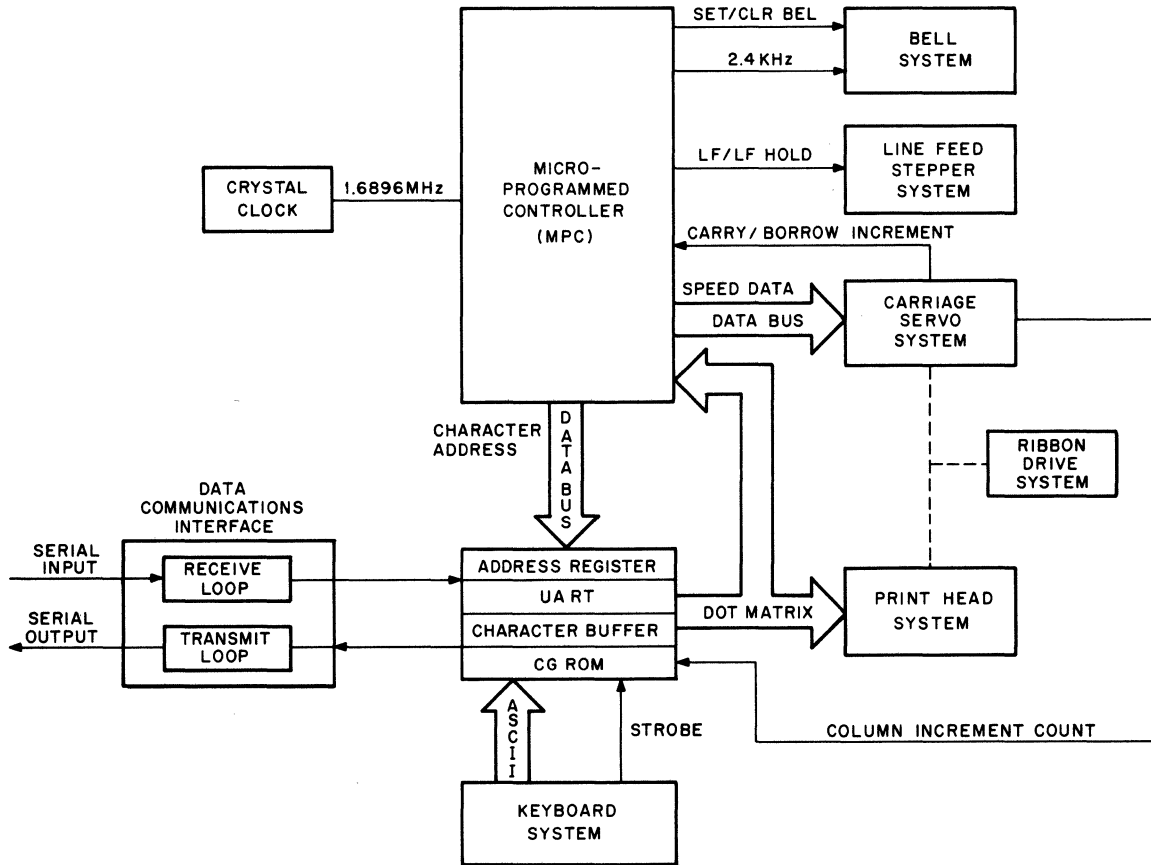 SET/CLR BEL
BELL
SYSTEM
2.4KHz
MICRO-
PROGRAMMED
CONTROLLER
(MPC)
LF/LF HOLD
LINE FEED
STEPPER
SYSTEM
CRYSTAL
CLOCK
1.6896MHz
CARRY/BORROW INCREMENT
SPEED DATA
DATA BUS
CARRIAGE
SERVO
SYSTEM
CHARACTER
ADDRESS
DATA BUS
RIBBON
DRIVE
SYSTEM
DATA
COMMUNICATIONS
INTERFACE
SERIAL
INPUT
RECEIVE
LOOP
SERIAL
OUTPUT
TRANSMIT
LOOP
ADDRESS REGISTER
UART
CHARACTER BUFFER
CG ROM
DOT MATRIX
PRINT HEAD
SYSTEM
ASCII
STROBE
COLUMN INCREMENT COUNT
KEYBOARD
SYSTEM